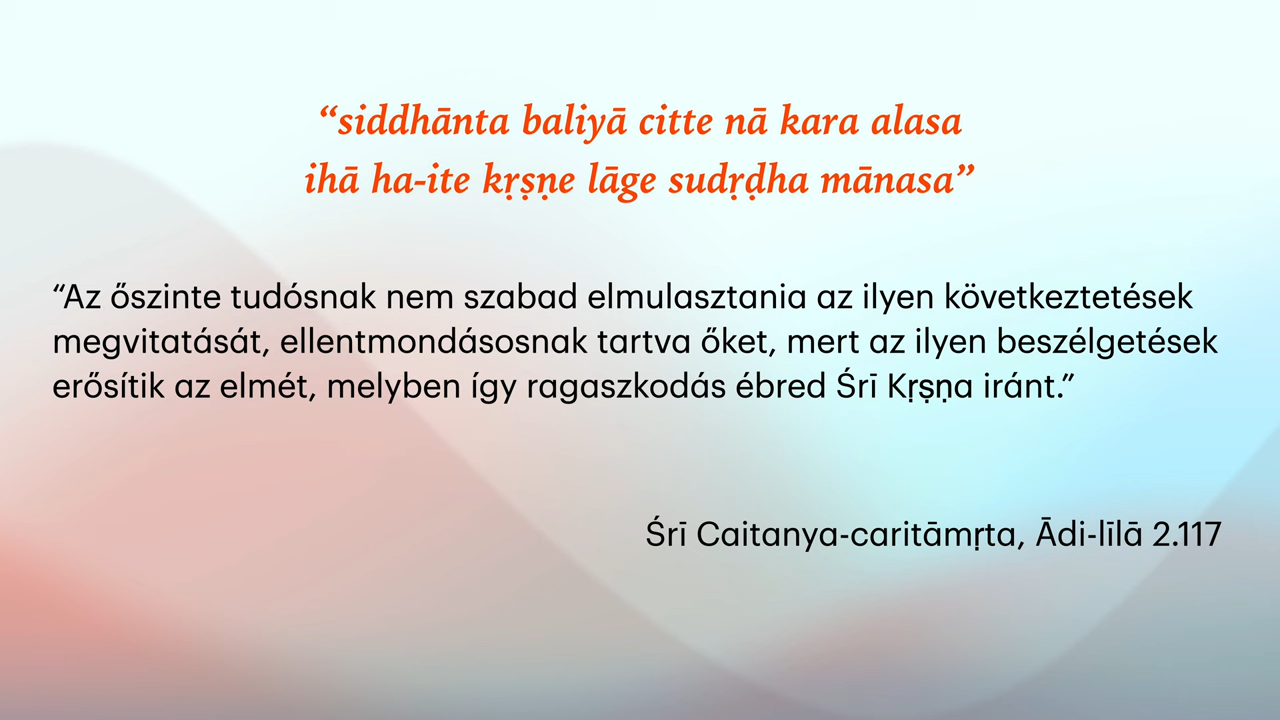 “siddhānta baliyā citte nā kara alasa
ihā ha-ite kṛṣṇe lāge sudṛḍha mānasa”
“Az őszinte tudósnak nem szabad elmulasztania az ilyen következtetések
megvitatását, ellentmondásosnak tartva őket, mert az ilyen beszélgetések
erősítik az elmét, melyben így ragaszkodás ébred Śrī Kṛṣṇa iránt.”
Śrī Caitanya-caritāmṛta, Ādi-līlā 2.117